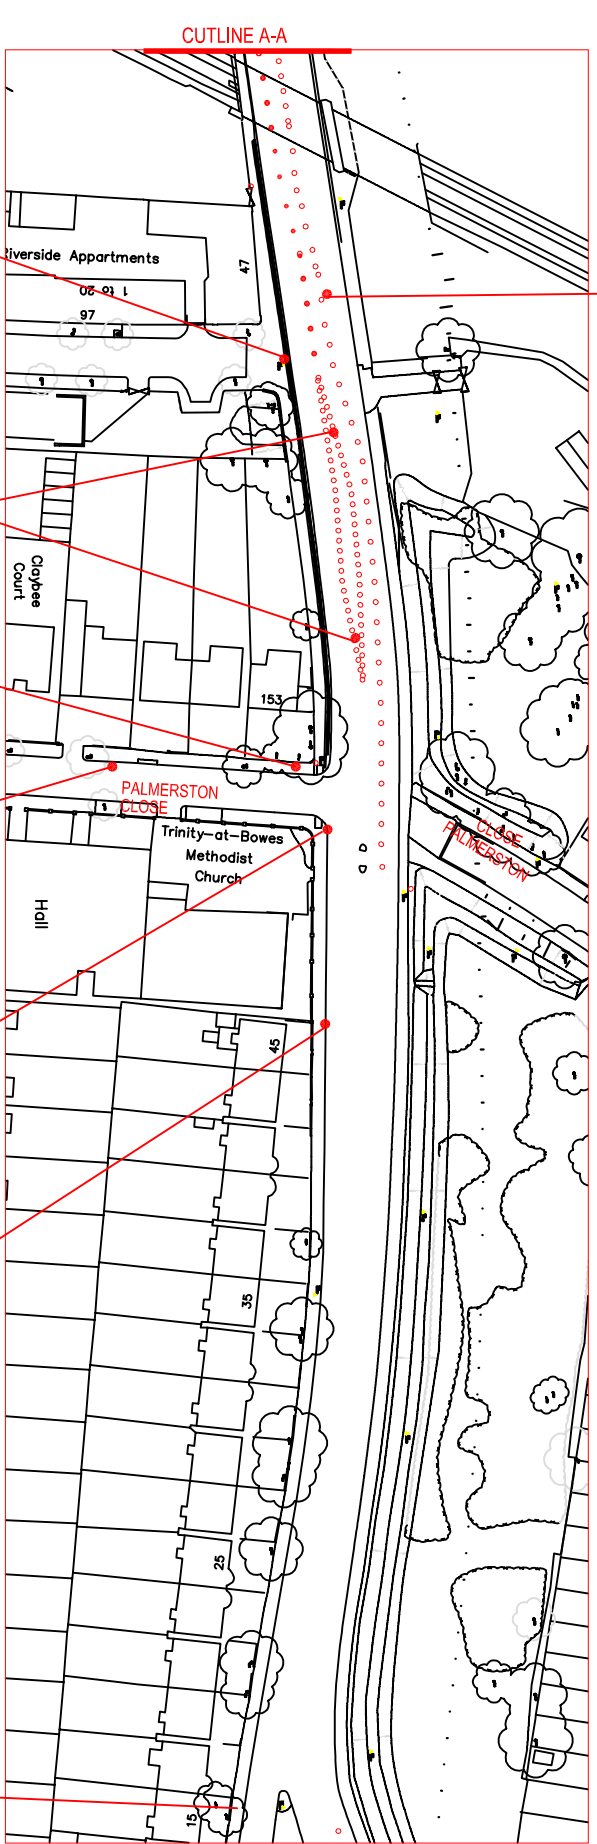 CUTLINE A-A
Riverside Appartments
47
1 to 20
76
Claybee
Court
153
PALMERSTON
CLOSE
Trinity-at-Bowes
Methodist
Church
CLOSE
PALMERSTON
Hall
45
35
25
15